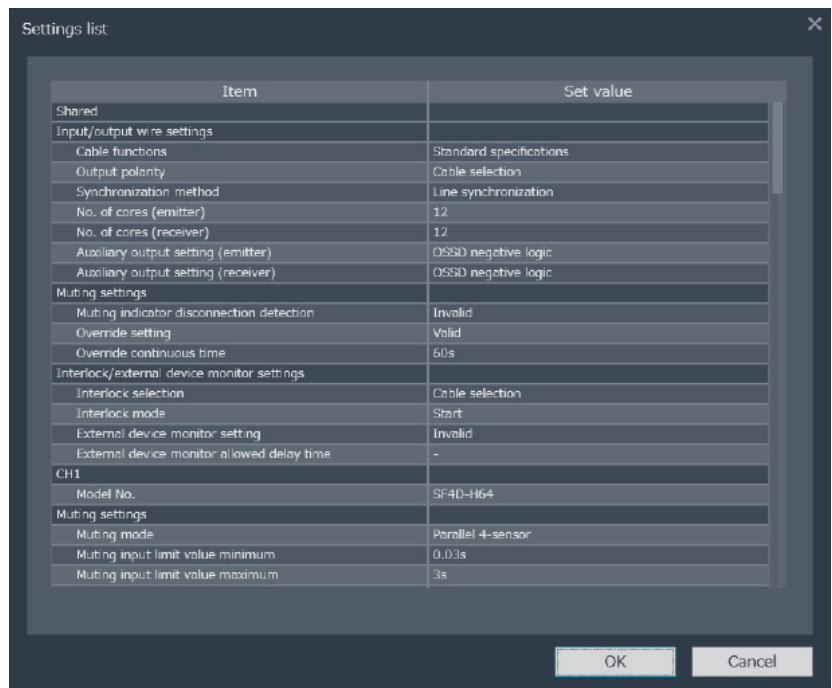 Settings list
Item Set value
Shared
Input/output wire settings
Cable functions Standard specifications
Output polarity Cable selection
Synchronization method Line synchronization
No. of cores (emitter) 12
No. of cores (receiver) 12
Auxiliary output setting (emitter) OSSD negative logic
Auxiliary output setting (receiver) OSSD negative logic
Muting settings
Muting indicator disconnection detection Invalid
Override setting Valid
Override continuous time 60s
Interlock/external device monitor settings
Interlock selection Cable selection
Interlock mode Start
External device monitor setting Invalid
External device monitor allowed delay time -
CH1
Model No. SF4D-H64
Muting settings
Muting mode Parallel 4-sensor
Muting input limit value minimum 0.03s
Muting input limit value maximum 3s
OK Cancel